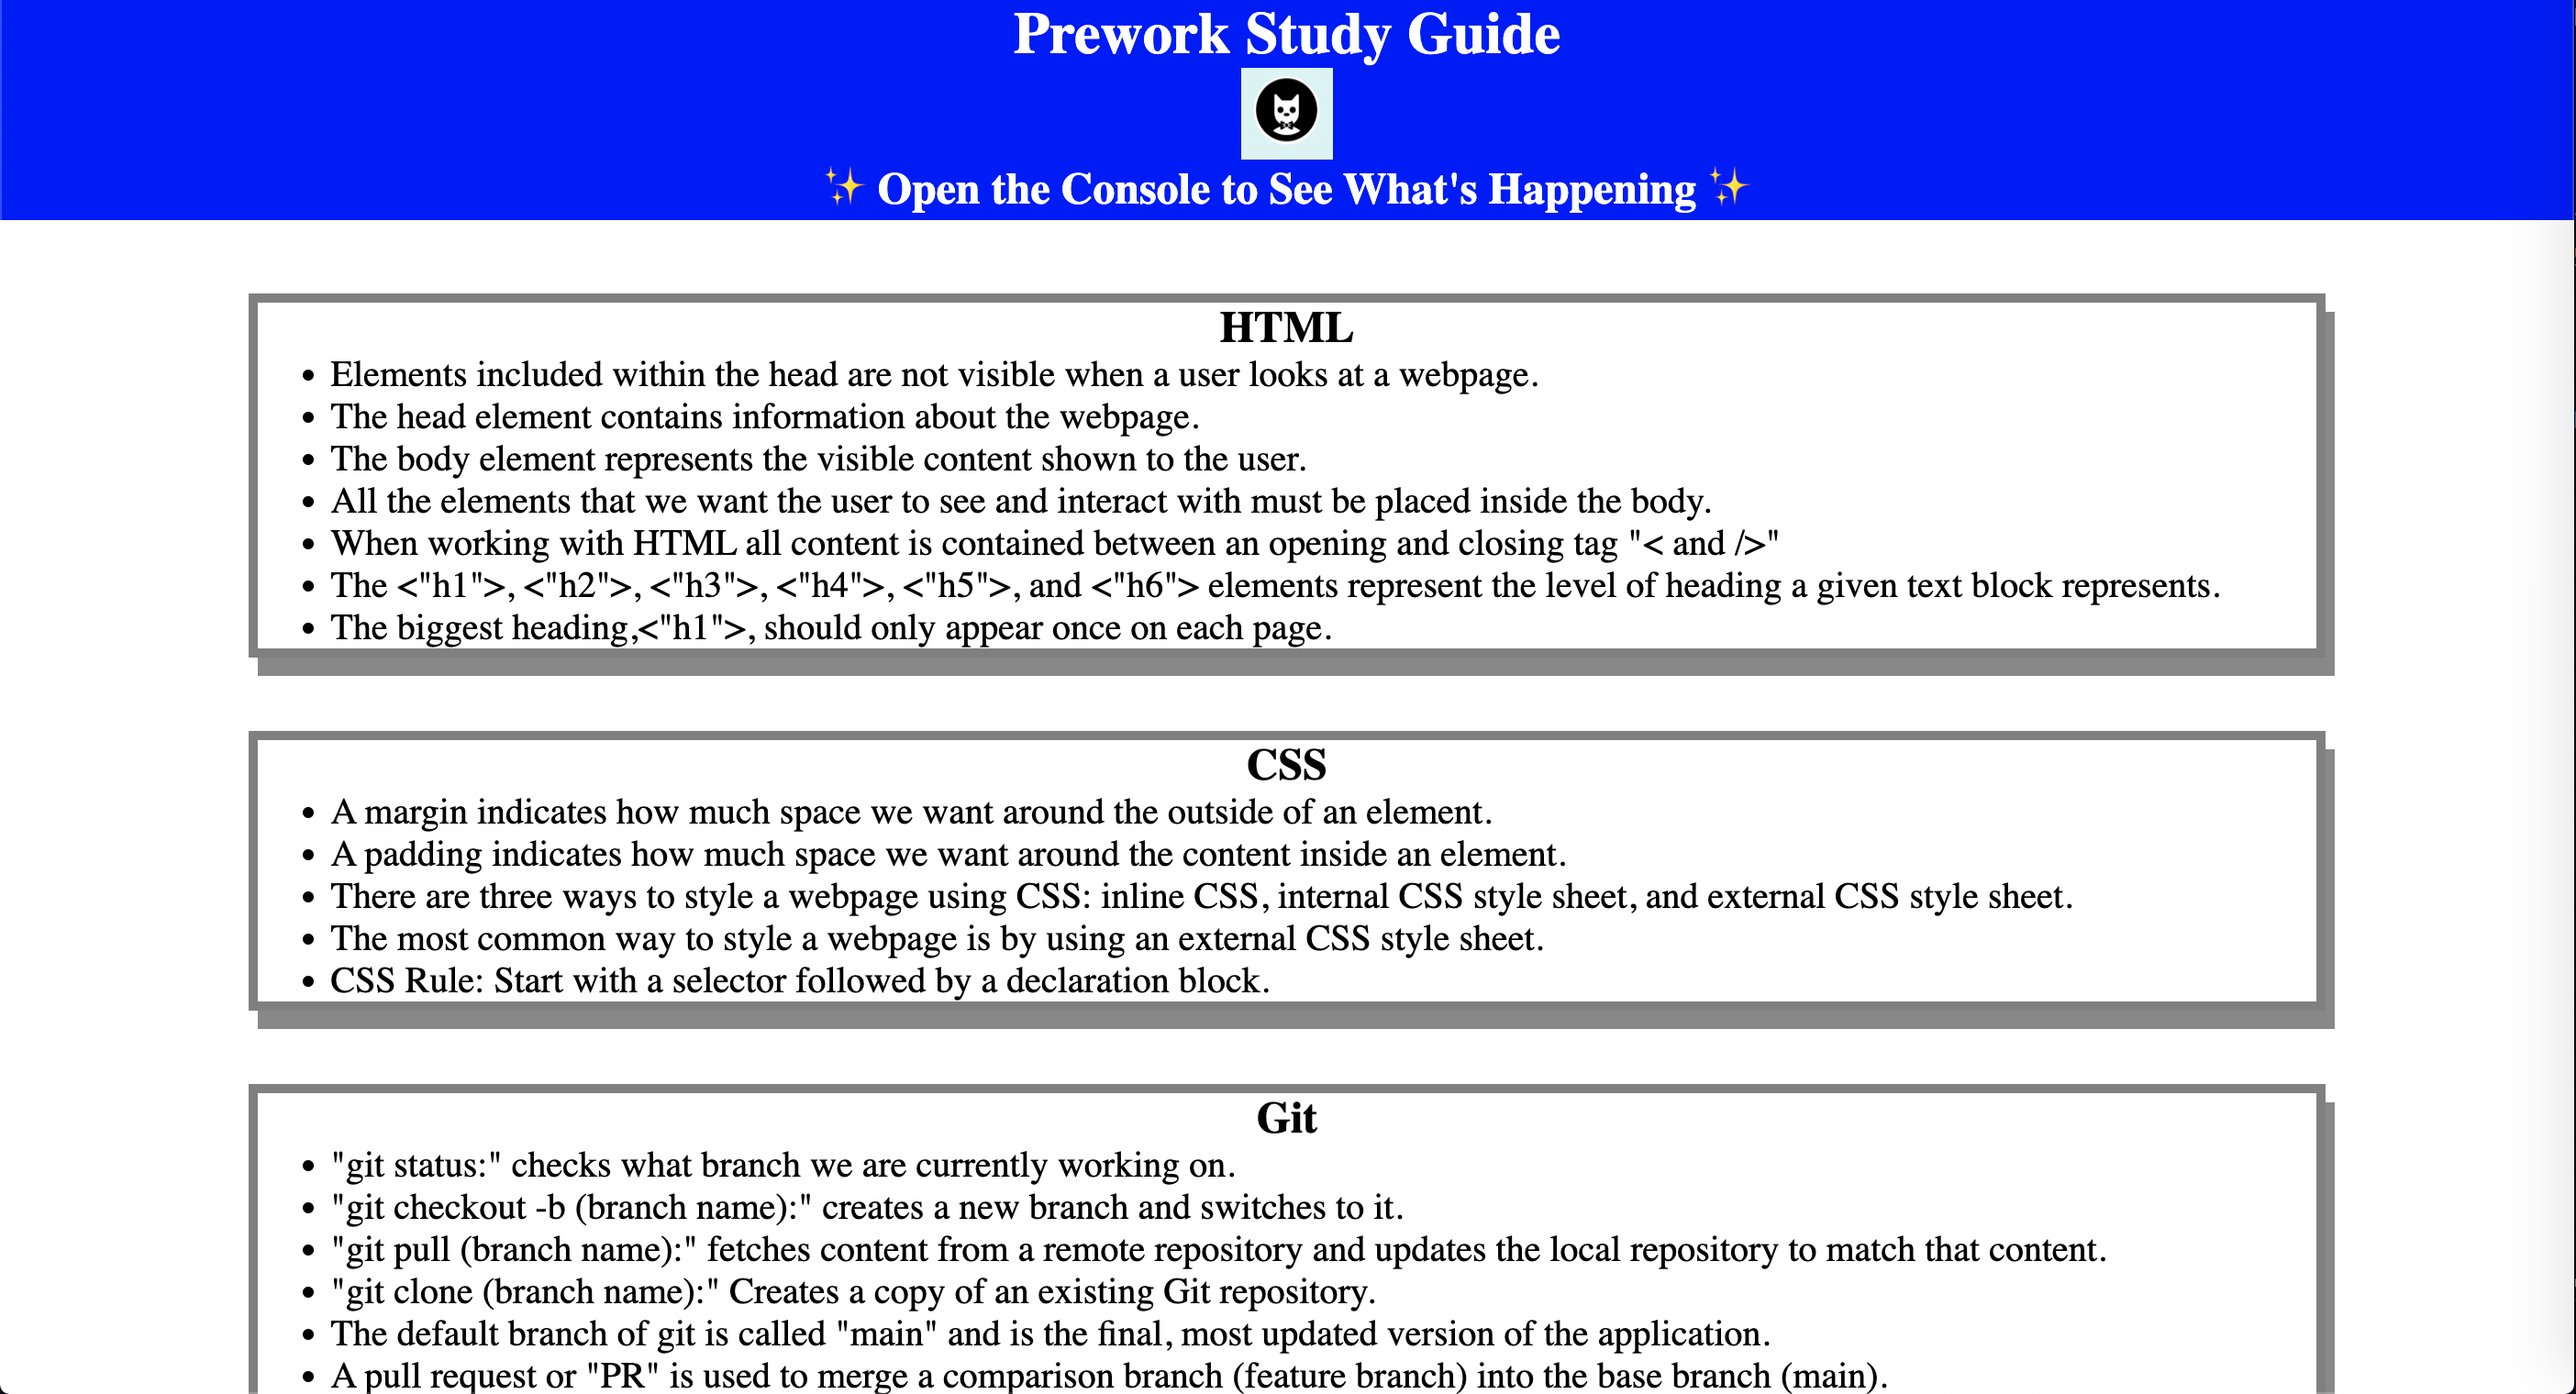 Prework Study Guide
✨ Open the Console to See What's Happening ✨
HTML
• Elements included within the head are not visible when a user looks at a webpage.
• The head element contains information about the webpage.
• The body element represents the visible content shown to the user.
• All the elements that we want the user to see and interact with must be placed inside the body.
• When working with HTML all content is contained between an opening and closing tag "< and />"
• The <"h1">, <"h2">, <"h3">, <"h4">, <"h5">, and <"h6"> elements represent the level of heading a given text block represents.
• The biggest heading,<"h1">, should only appear once on each page.
CSS
• A margin indicates how much space we want around the outside of an element.
• A padding indicates how much space we want around the content inside an element.
• There are three ways to style a webpage using CSS: inline CSS, internal CSS style sheet, and external CSS style sheet.
• The most common way to style a webpage is by using an external CSS style sheet.
• CSS Rule: Start with a selector followed by a declaration block.
Git
• "git status:" checks what branch we are currently working on.
• "git checkout -b (branch name):" creates a new branch and switches to it.
• "git pull (branch name):" fetches content from a remote repository and updates the local repository to match that content.
• "git clone (branch name):" Creates a copy of an existing Git repository.
• The default branch of git is called "main" and is the final, most updated version of the application.
• A pull request or "PR" is used to merge a comparison branch (feature branch) into the base branch (main).